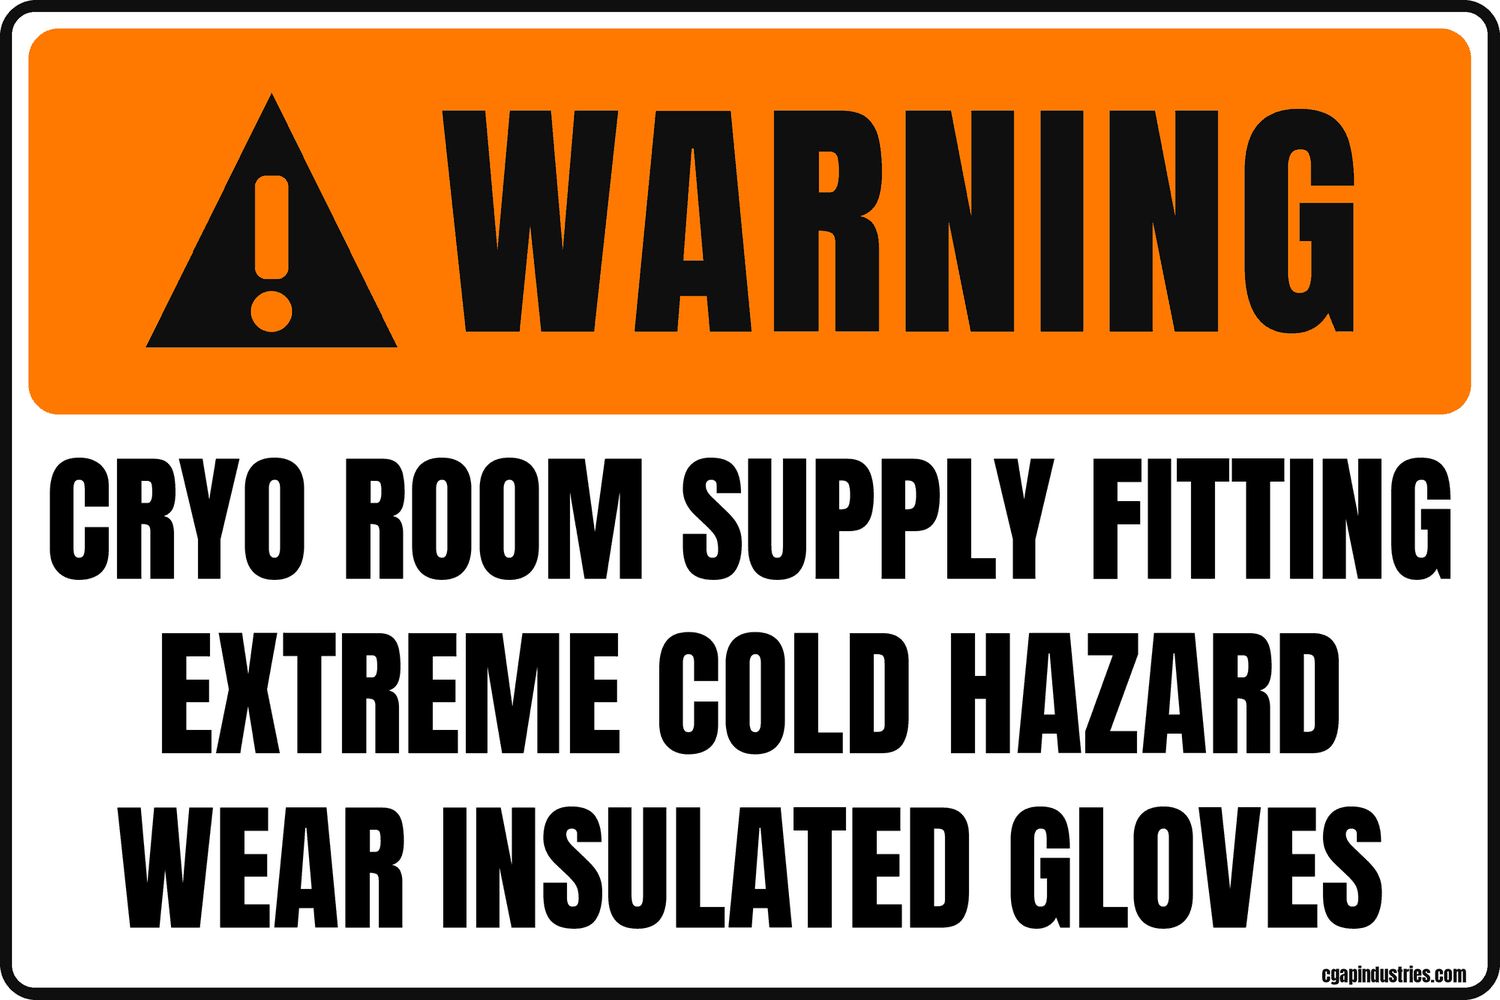 WARNING
CRYO ROOM SUPPLY FITTING
EXTREME COLD HAZARD
WEAR INSULATED GLOVES
cgapindustries.com